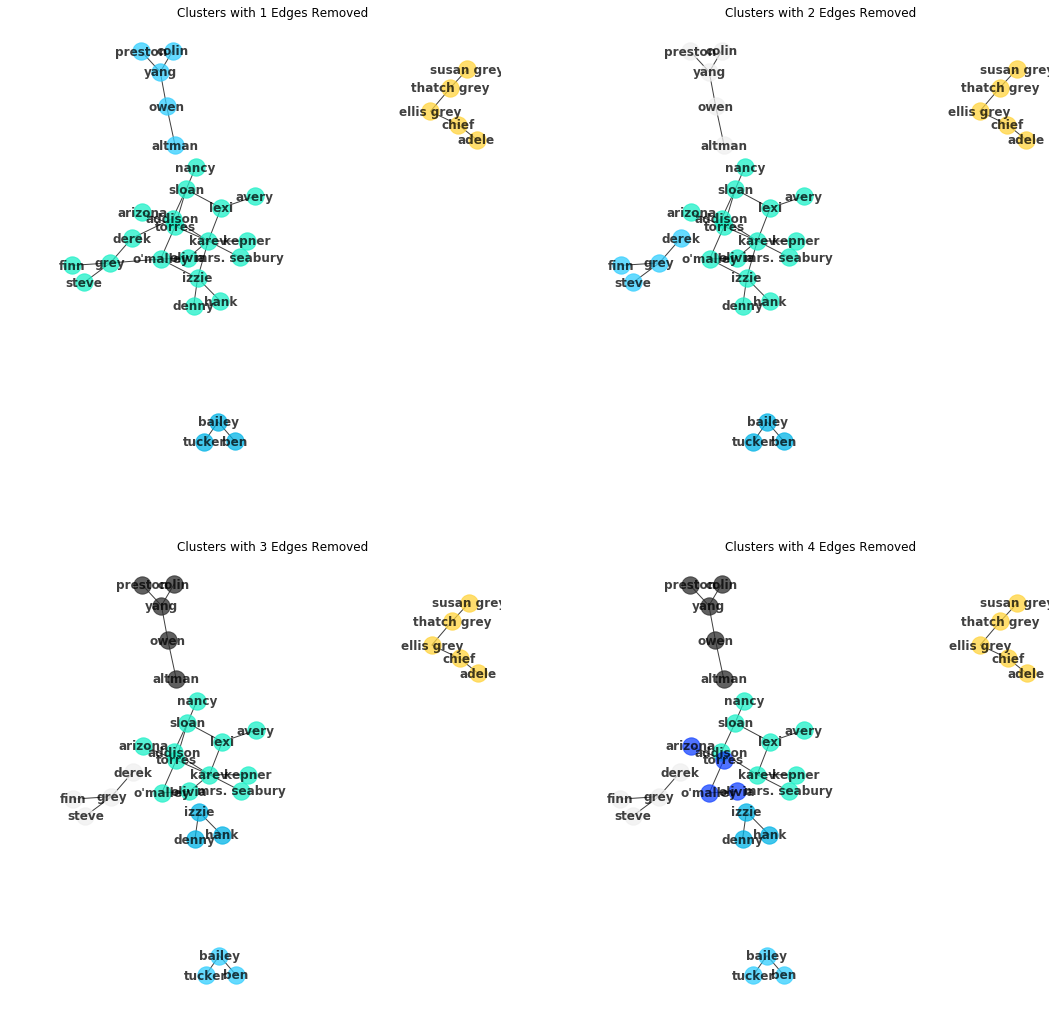 Clusters with 1 Edges Removed
preston
colin
susan grey
yang
thatch grey
owen
ellis grey
chief
adele
altman
nancy
sloan
avery
lexi
arizona
addison
torres
derek
karev
kepner
o'malley
olivia
mrs. seabury
finn
grey
izzie
steve
hank
denny
bailey
tucker
ben
Clusters with 2 Edges Removed
preston
colin
susan grey
yang
thatch grey
owen
ellis grey
chief
adele
altman
nancy
sloan
avery
lexi
arizona
addison
torres
derek
karev
kepner
o'malley
olivia
mrs. seabury
finn
grey
izzie
steve
hank
denny
bailey
tucker
ben
Clusters with 3 Edges Removed
preston
colin
susan grey
yang
thatch grey
owen
ellis grey
chief
adele
altman
nancy
sloan
avery
lexi
arizona
addison
torres
derek
karev
kepner
o'malley
olivia
mrs. seabury
finn
grey
izzie
steve
hank
denny
bailey
tucker
ben
Clusters with 4 Edges Removed
preston
colin
susan grey
yang
thatch grey
owen
ellis grey
chief
adele
altman
nancy
sloan
avery
lexi
arizona
addison
torres
derek
karev
kepner
o'malley
olivia
mrs. seabury
finn
grey
izzie
steve
hank
denny
bailey
tucker
ben